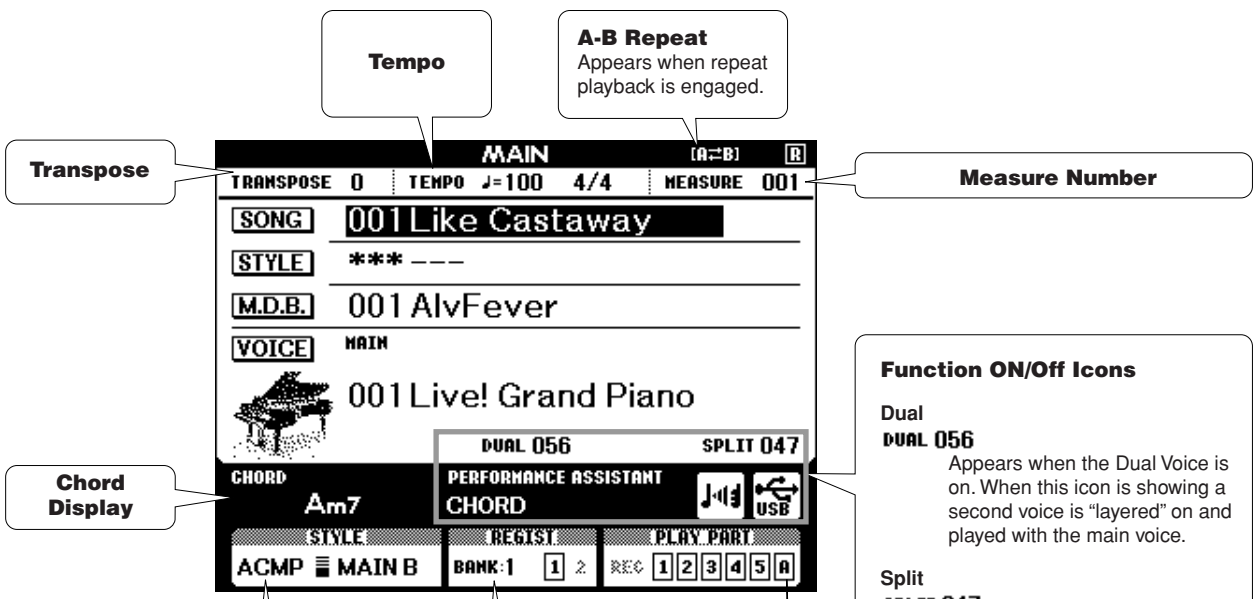 Tempo
A-B Repeat
Appears when repeat
playback is engaged.
Transpose
MAIN [A⇄B] R
TRANSPOSE 0 TEMPO ♩=100 4/4 MEASURE 001
Measure Number
SONG 001 Like Castaway
STYLE *** ---
M.D.B. 001 AlvFever
VOICE MAIN
001 Live! Grand Piano
DUAL 056 SPLIT 047
Chord
Display
CHORD
Am7
PERFORMANCE ASSISTANT
CHORD
USB
STYLE REGIST PLAY PART
ACMP MAIN B BANK:1 1 2 REC 1 2 3 4 5 A
Function ON/Off Icons
Dual
DUAL 056
Appears when the Dual Voice is
on. When this icon is showing a
second voice is “layered” on and
played with the main voice.
Split